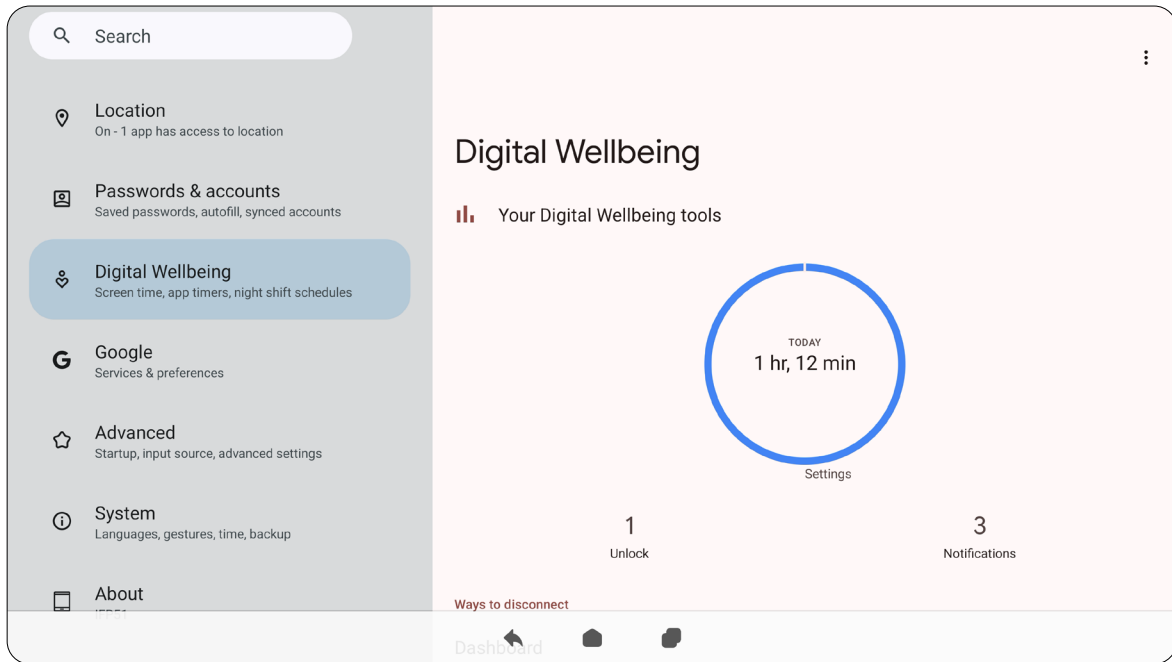 Search
Location
On - 1 app has access to location
Passwords & accounts
Saved passwords, autofill, synced accounts
Digital Wellbeing
Screen time, app timers, night shift schedules
Google
Services & preferences
Advanced
Startup, input source, advanced settings
System
Languages, gestures, time, backup
About
IFP51
Digital Wellbeing
Your Digital Wellbeing tools
TODAY
1 hr, 12 min
Settings
1
Unlock
3
Notifications
Ways to disconnect
Dashboard